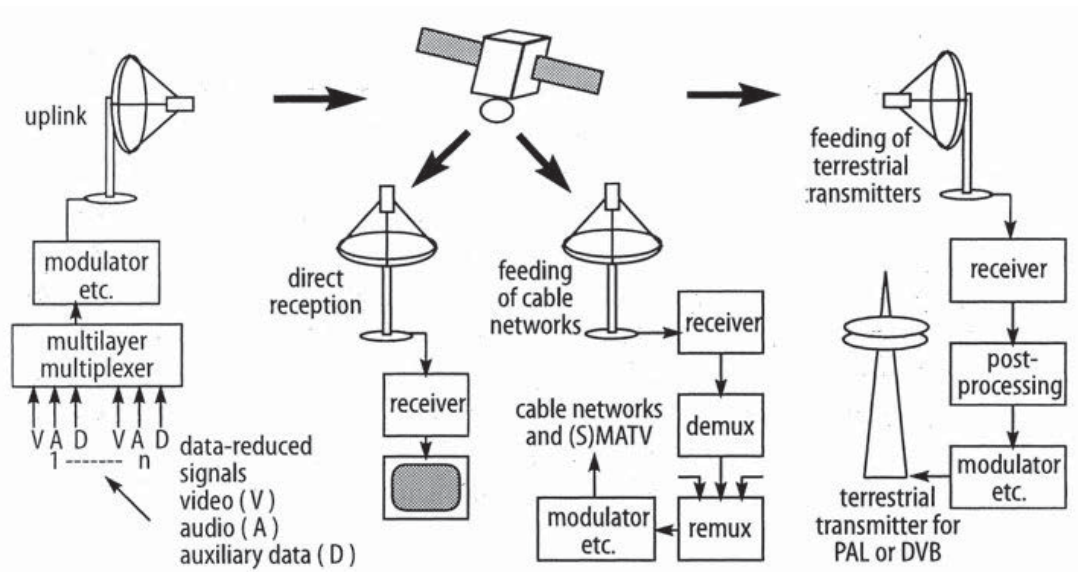 uplink
modulator
etc.
multilayer
multiplexer
V A D V A D
1 -------- n
data-reduced
signals
video ( V )
audio ( A )
auxiliary data ( D )
direct
reception
receiver
feeding
of cable
networks
receiver
demux
remux
modulator
etc.
cable networks
and (S)MATV
feeding of
terrestrial
transmitters
receiver
post-
processing
modulator
etc.
terrestrial
transmitter for
PAL or DVB